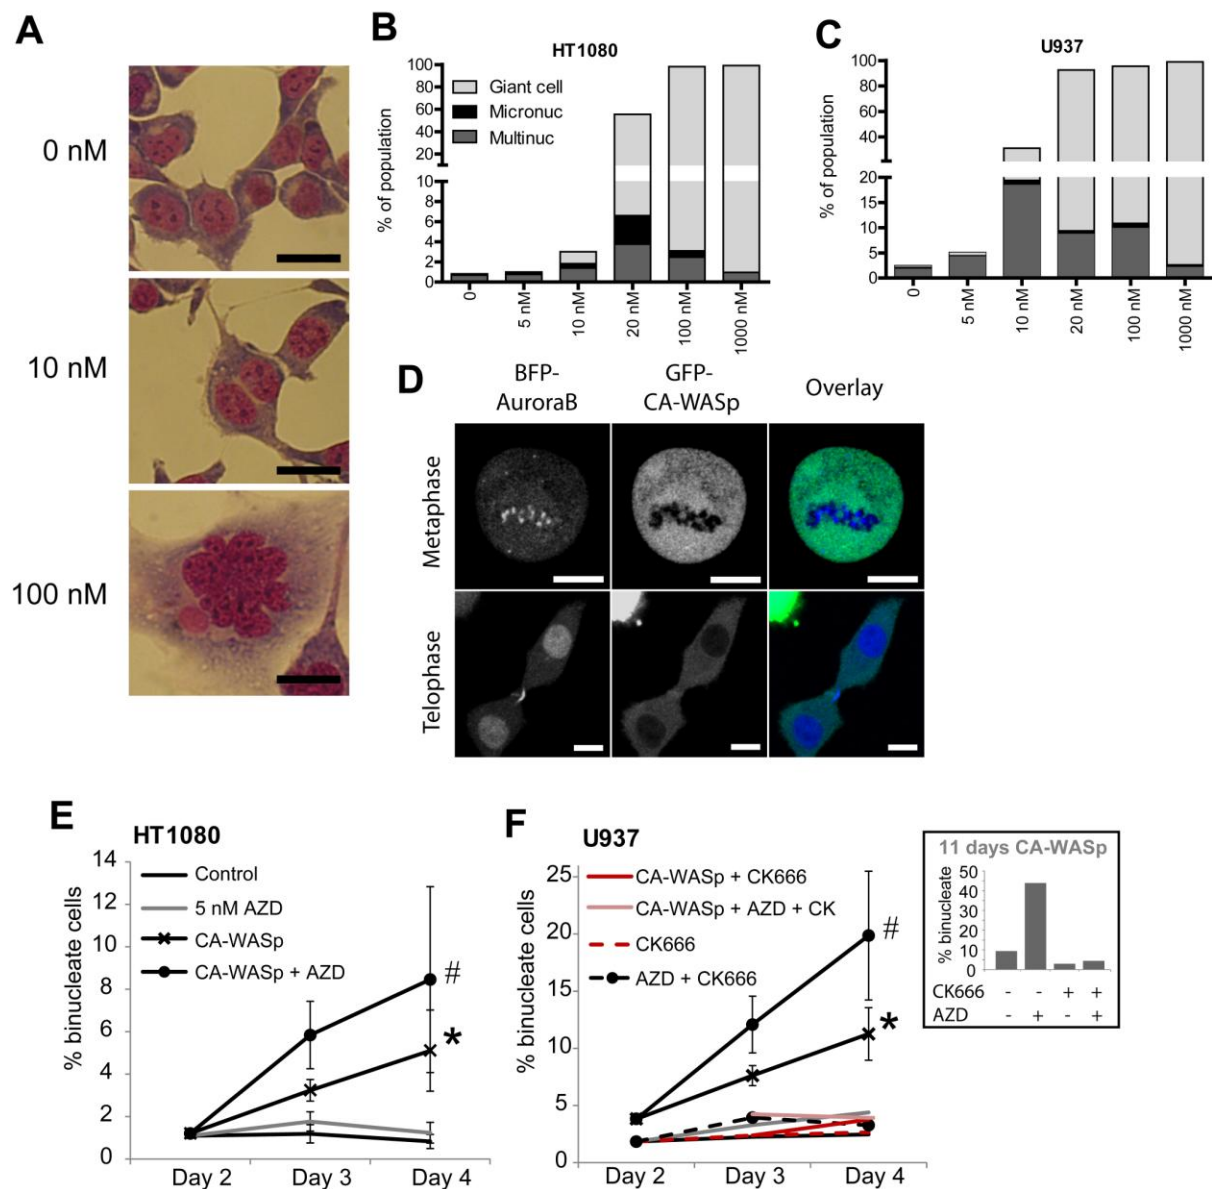 A
0 nM
10 nM
100 nM
B
HT1080
% of population
100
80
60
40
20
100
10
8
6
4
2
0
Giant cell
Micronuc
Multinuc
0
5 nM
10 nM
20 nM
100 nM
1000 nM
C
U937
% of population
100
80
60
40
20
15
10
5
0
0
5 nM
10 nM
20 nM
100 nM
1000 nM
D
BFP-
AuroraB
GFP-
CA-WASp
Overlay
Metaphase
Telophase
E
HT1080
% binucleate cells
14
12
10
8
6
4
2
0
Control
5 nM AZD
CA-WASp
CA-WASp + AZD
#
*
Day 2
Day 3
Day 4
F
U937
% binucleate cells
25
20
15
10
5
0
CA-WASp + CK666
CA-WASp + AZD + CK
CK666
AZD + CK666
#
*
Day 2
Day 3
Day 4
11 days CA-WASp
% binucleate
50
40
30
20
10
0
CK666 - - + +
AZD - + - +